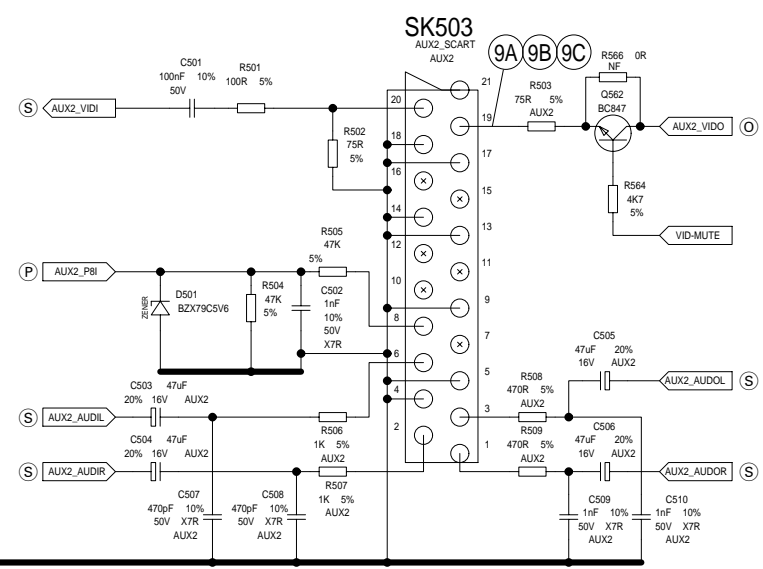 SK503
AUX2_SCART
AUX2
9A 9B 9C
C501
100nF 10%
50V
R501
100R 5%
S AUX2_VIDI
R502
75R
5%
20
18
16
14
12
10
8
6
4
2
21
19
17
15
13
11
9
7
5
3
1
R503
75R 5%
AUX2
R566 0R
NF
Q562
BC847
AUX2_VIDO O
R564
4K7
5%
VID-MUTE
R505
47K
5%
P AUX2_P8I
ZENER
D501
BZX79C5V6
R504
47K
5%
C502
1nF
10%
50V
X7R
C503 47uF
20% 16V AUX2
S AUX2_AUDIL
R506
1K 5%
AUX2
C504 47uF
20% 16V AUX2
S AUX2_AUDIR
R507
1K 5%
AUX2
C507
470pF 10%
50V X7R
AUX2
C508
470pF 10%
50V X7R
AUX2
C505
47uF 20%
16V AUX2
R508
470R 5%
AUX2
AUX2_AUDOL S
R509
470R 5%
AUX2
C506
47uF 20%
16V AUX2
AUX2_AUDOR S
C509
1nF 10%
50V X7R
AUX2
C510
1nF 10%
50V X7R
AUX2